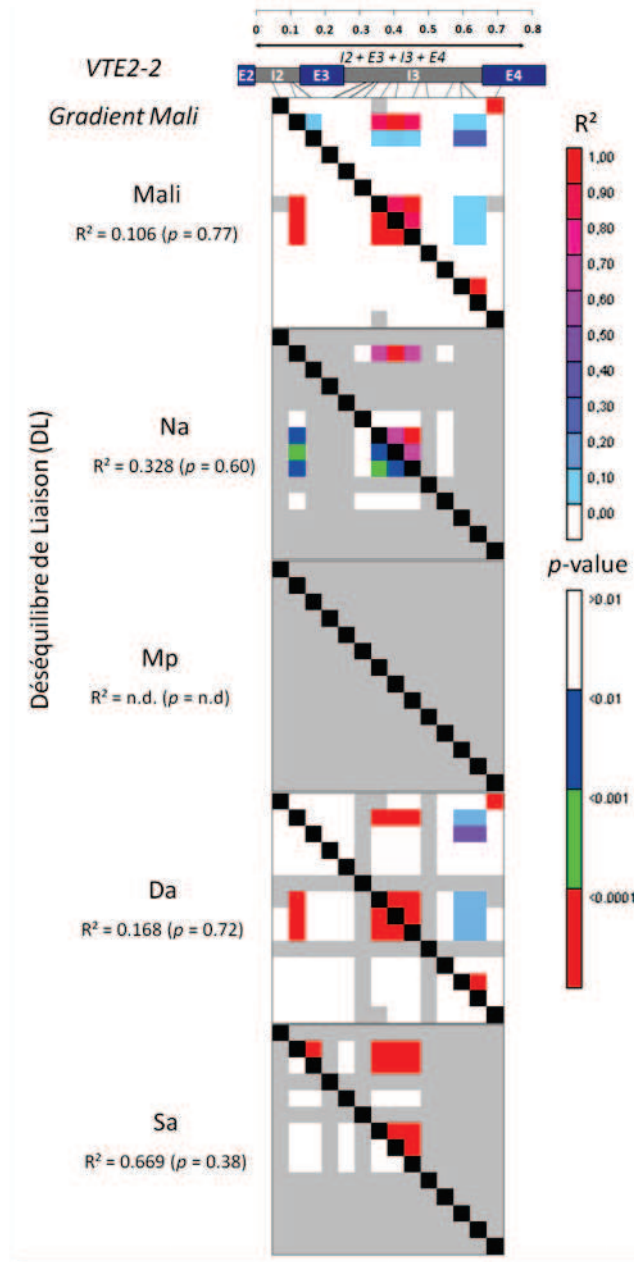 0 0.1 0.2 0.3 0.4 0.5 0.6 0.7 0.8
I2 + E3 + I3 + E4
VTE2-2
E2 I2 E3 I3 E4
Gradient Mali
Mali
R² = 0.106 (p = 0.77)
Na
R² = 0.328 (p = 0.60)
Mp
R² = n.d. (p = n.d)
Da
R² = 0.168 (p = 0.72)
Sa
R² = 0.669 (p = 0.38)
Déséquilibre de Liaison (DL)
R²
1,00
0,90
0,80
0,70
0,60
0,50
0,40
0,30
0,20
0,10
0,00
p-value
>0.01
<0.01
<0.001
<0.0001